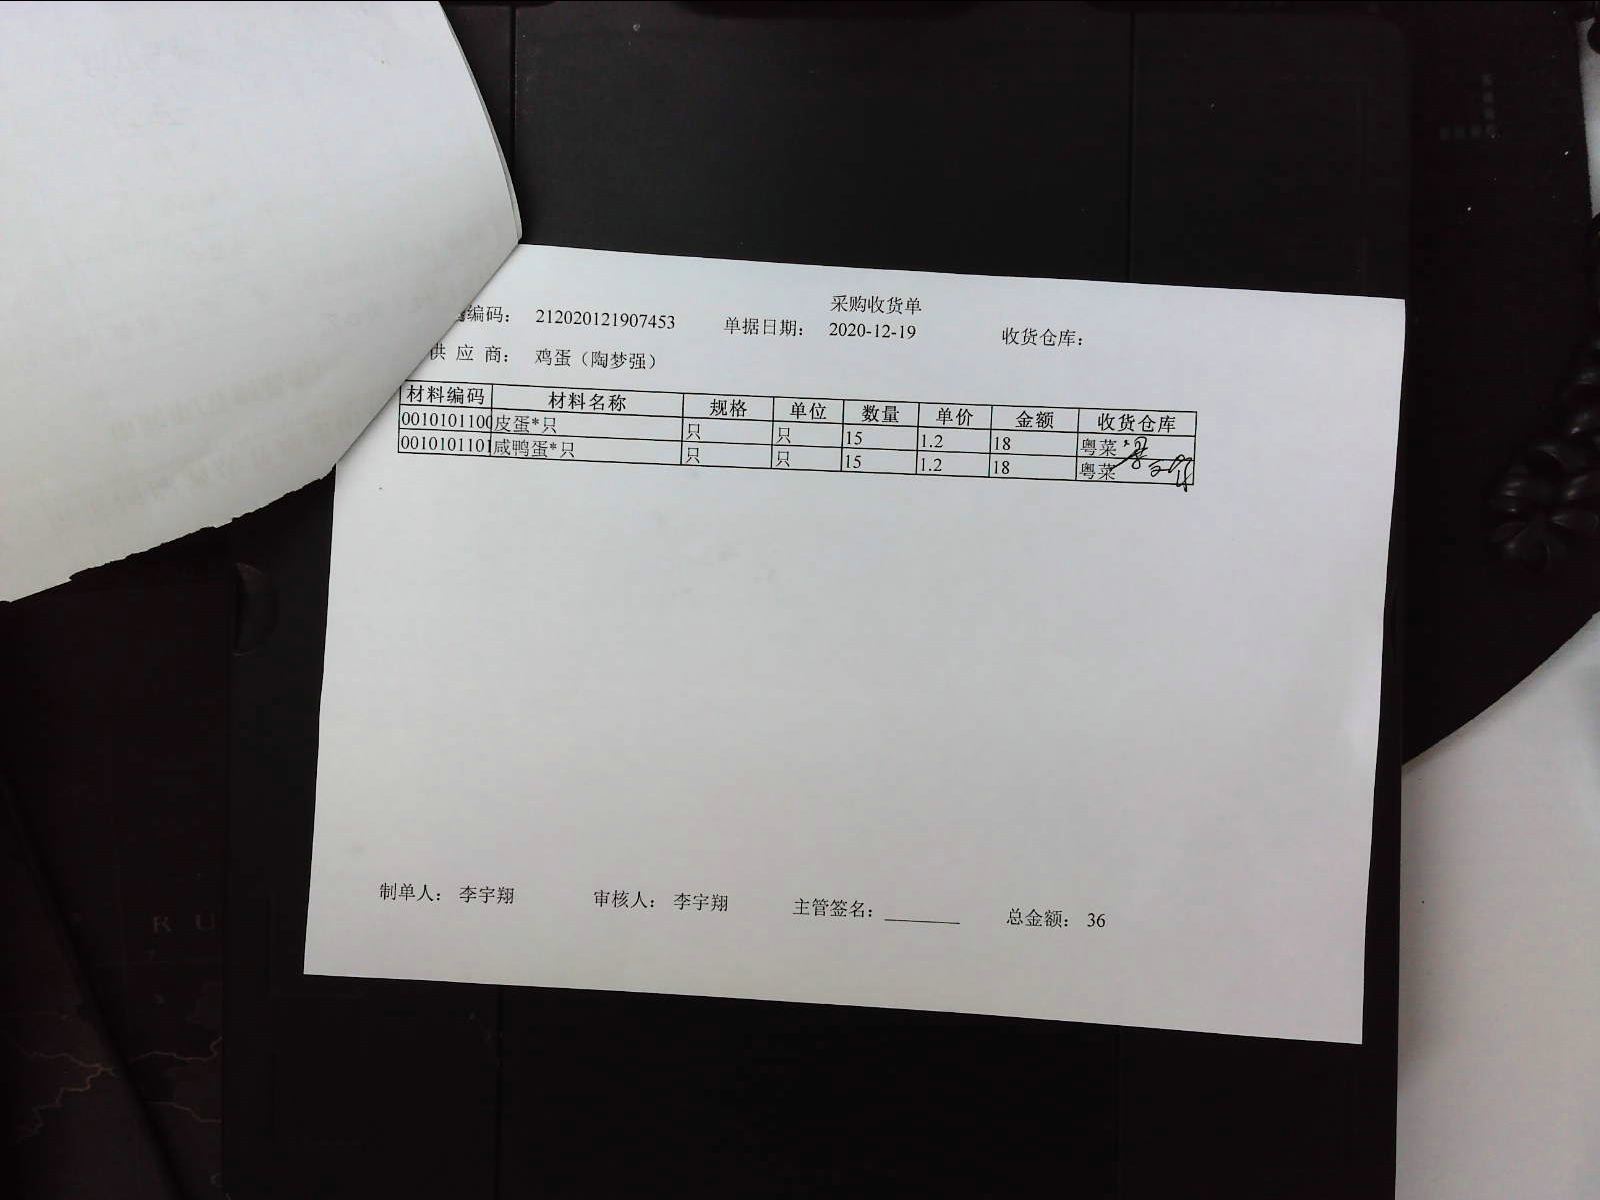 采购收货单
编码： 212020121907453 单据日期： 2020-12-19 收货仓库：
供 应 商： 鸡蛋（陶梦强）
材料编码 材料名称 规格 单位 数量 单价 金额 收货仓库
0010101100 皮蛋*只 只 只 15 1.2 18 粤菜
0010101101 咸鸭蛋*只 只 只 15 1.2 18 粤菜
制单人： 李宇翔 审核人： 李宇翔 主管签名：________ 总金额： 36
RU